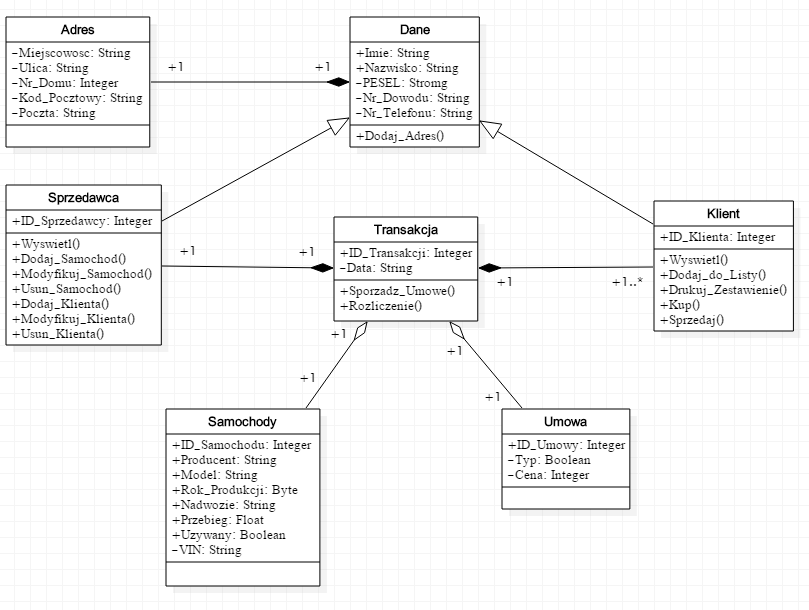 Adres
-Miejscowosc: String
-Ulica: String
-Nr_Domu: Integer
-Kod_Pocztowy: String
-Poczta: String
+1
+1
Dane
+Imie: String
+Nazwisko: String
-PESEL: Stromg
-Nr_Dowodu: String
-Nr_Telefonu: String
+Dodaj_Adres()
Sprzedawca
+ID_Sprzedawcy: Integer
+Wyswietl()
+Dodaj_Samochod()
+Modyfikuj_Samochod()
+Usun_Samochod()
+Dodaj_Klienta()
+Modyfikuj_Klienta()
+Usun_Klienta()
+1
+1
Transakcja
+ID_Transakcji: Integer
-Data: String
+Sporzadz_Umowe()
+Rozliczenie()
+1
+1..*
Klient
+ID_Klienta: Integer
+Wyswietl()
+Dodaj_do_Listy()
+Drukuj_Zestawienie()
+Kup()
+Sprzedaj()
+1
+1
+1
+1
Samochody
+ID_Samochodu: Integer
+Producent: String
+Model: String
+Rok_Produkcji: Byte
+Nadwozie: String
+Przebieg: Float
+Uzywany: Boolean
-VIN: String
Umowa
+ID_Umowy: Integer
-Typ: Boolean
-Cena: Integer